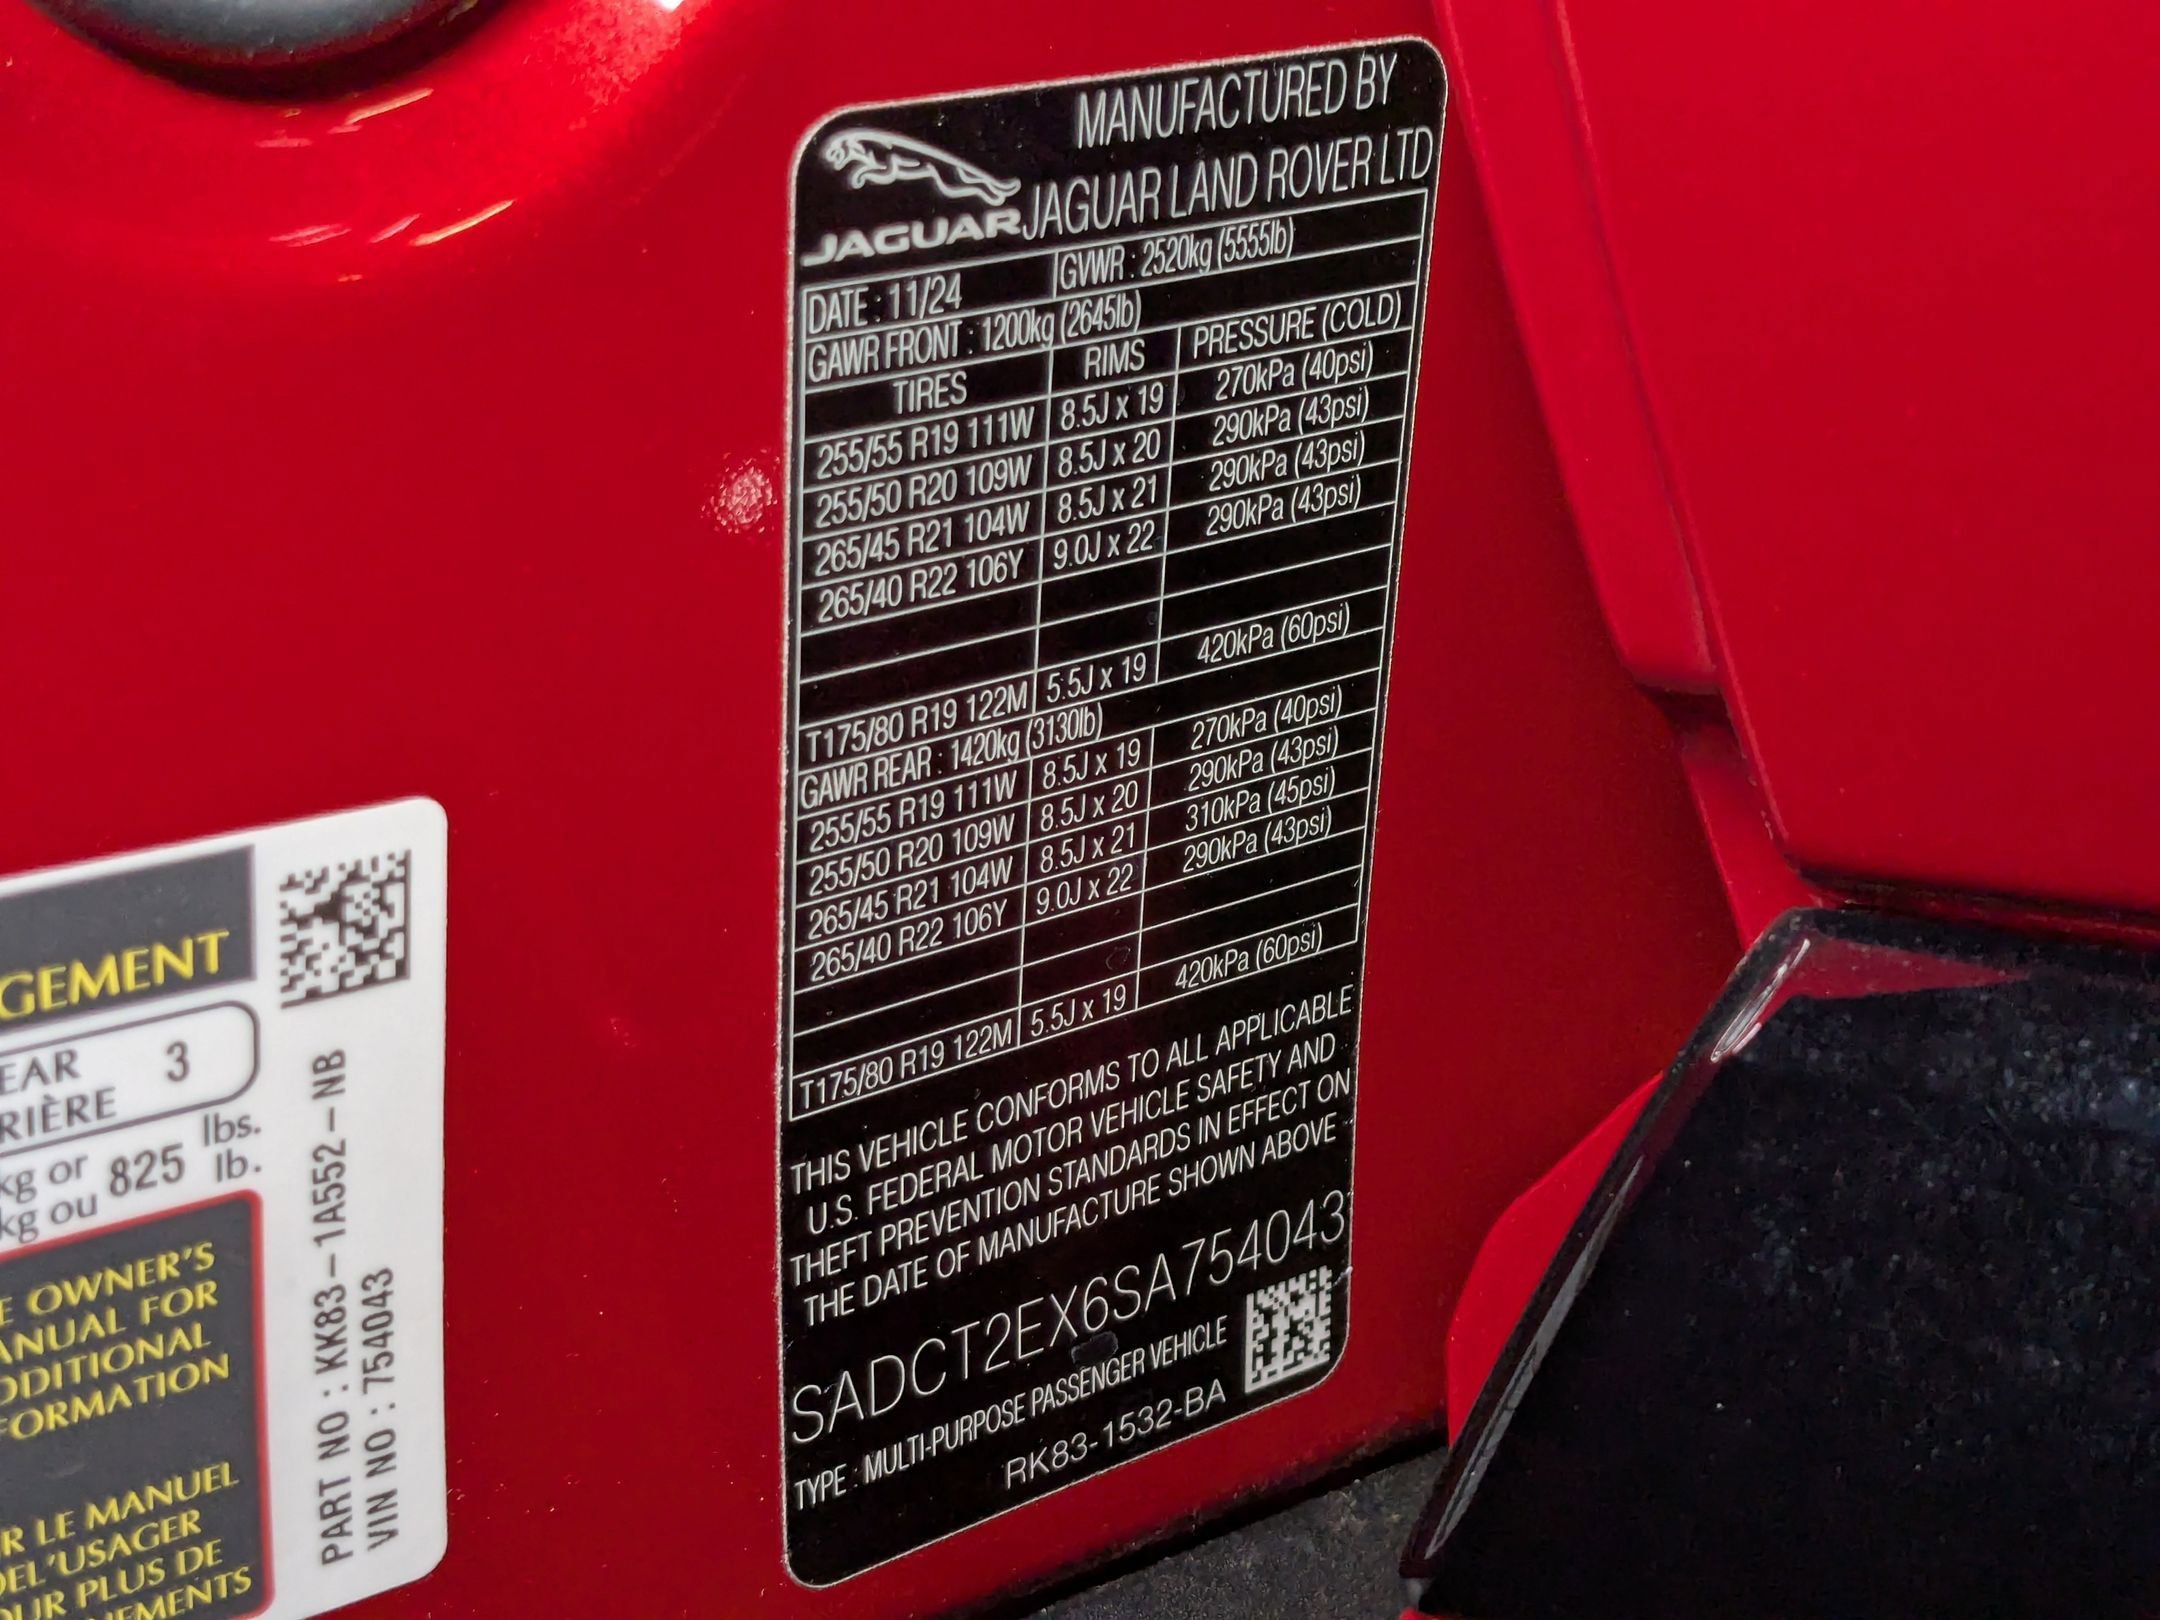 MANUFACTURED BY
JAGUAR JAGUAR LAND ROVER LTD
DATE : 11/24 GVWR : 2520kg (5555lb)
GAWR FRONT : 1200kg (2645lb)
TIRES RIMS PRESSURE (COLD)
255/55 R19 111W 8.5J x 19 270kPa (40psi)
255/50 R20 109W 8.5J x 20 290kPa (43psi)
265/45 R21 104W 8.5J x 21 290kPa (43psi)
265/40 R22 106Y 9.0J x 22 290kPa (43psi)
T175/80 R19 122M 5.5J x 19 420kPa (60psi)
GAWR REAR : 1420kg (3130lb)
255/55 R19 111W 8.5J x 19 270kPa (40psi)
255/50 R20 109W 8.5J x 20 290kPa (43psi)
265/45 R21 104W 8.5J x 21 310kPa (45psi)
265/40 R22 106Y 9.0J x 22 290kPa (43psi)
T175/80 R19 122M 5.5J x 19 420kPa (60psi)
THIS VEHICLE CONFORMS TO ALL APPLICABLE
U.S. FEDERAL MOTOR VEHICLE SAFETY AND
THEFT PREVENTION STANDARDS IN EFFECT ON
THE DATE OF MANUFACTURE SHOWN ABOVE
SADCT2EX6SA754043
TYPE : MULTI-PURPOSE PASSENGER VEHICLE
RK83-1532-BA
GEMENT
EAR 3
RIÈRE
kg or 825 lbs.
kg ou lb.
E OWNER'S
ANUAL FOR
DDITIONAL
FORMATION
R LE MANUEL
DEL'USAGER
OUR PLUS DE
NEMENTS
PART NO : KK83-1A552-NB
VIN NO : 754043